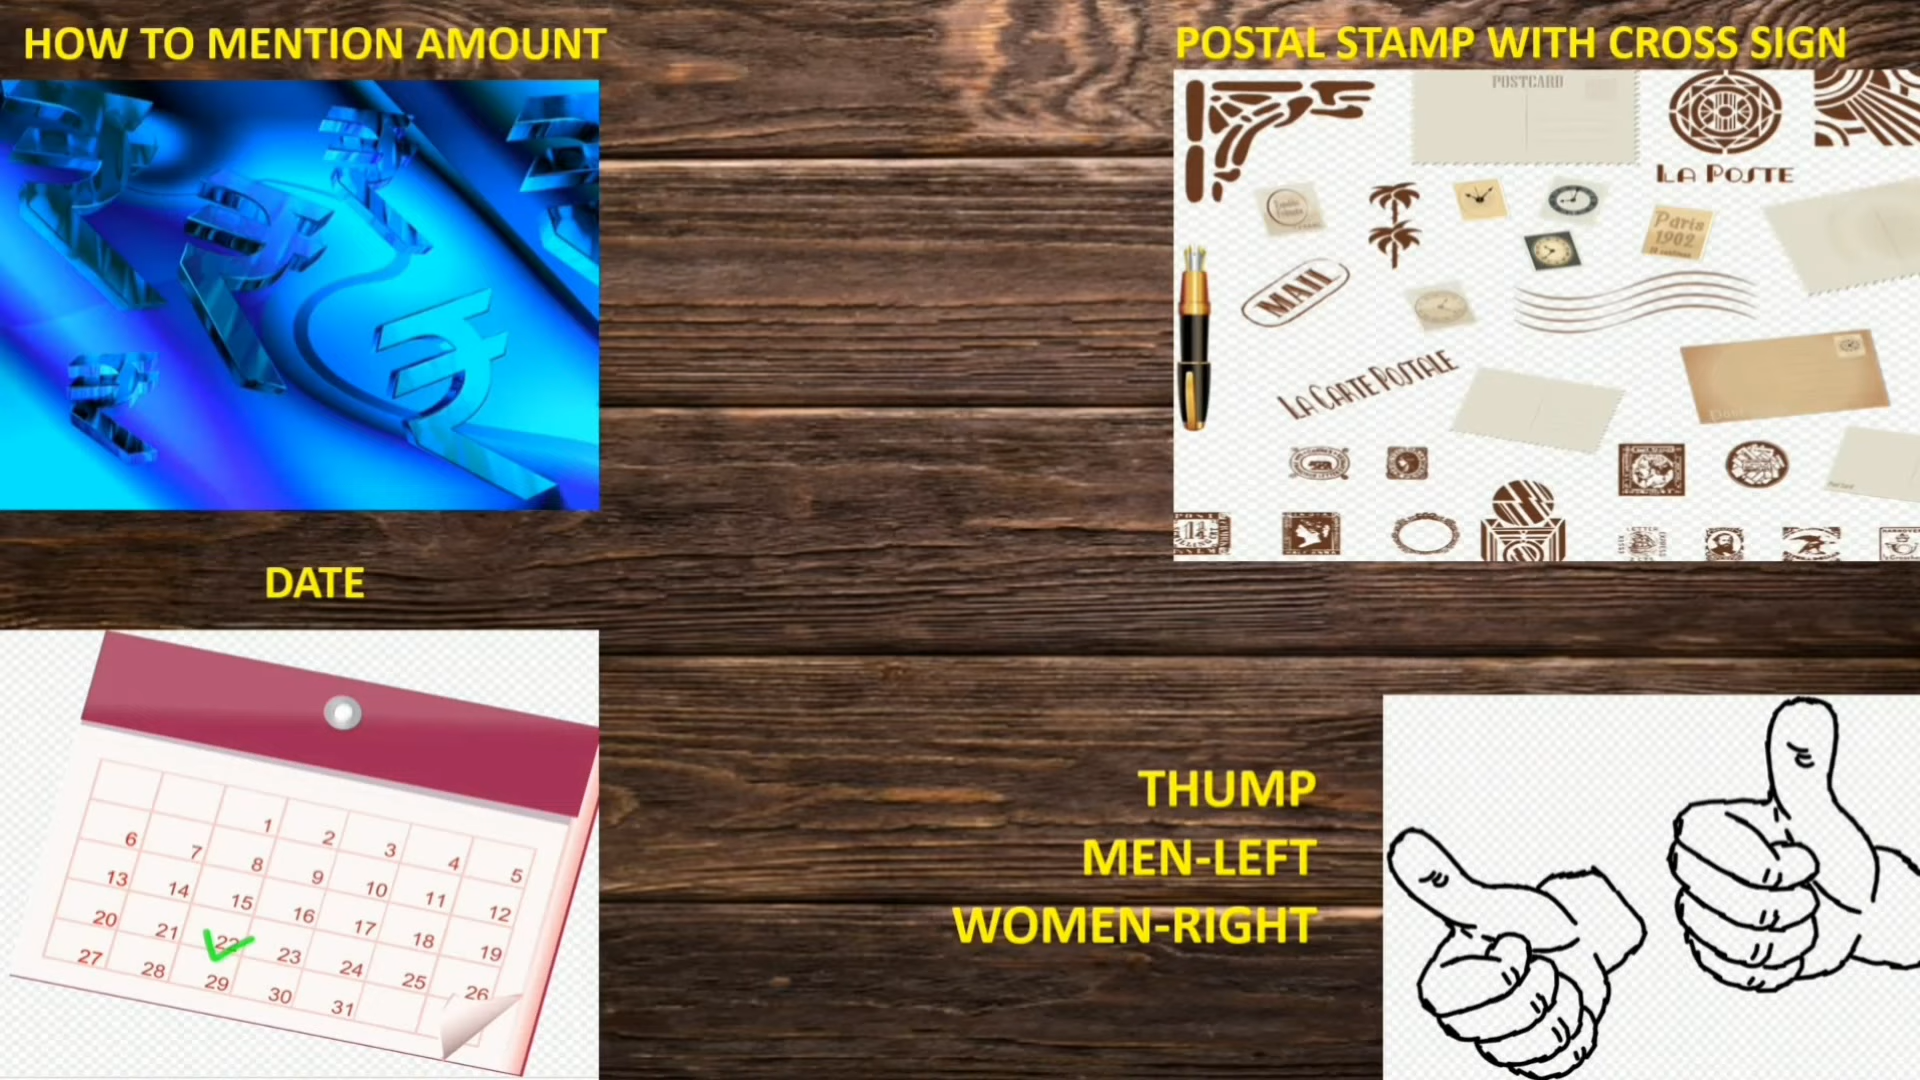 HOW TO MENTION AMOUNT
POSTAL STAMP WITH CROSS SIGN
POSTCARD
LA POSTE
Paris
1902
MAIL
LA CARTE POSTALE
DATE
1 2 3 4 5
6 7 8 9 10 11 12
13 14 15 16 17 18 19
20 21 22 23 24 25 26
27 28 29 30 31
THUMP
MEN-LEFT
WOMEN-RIGHT